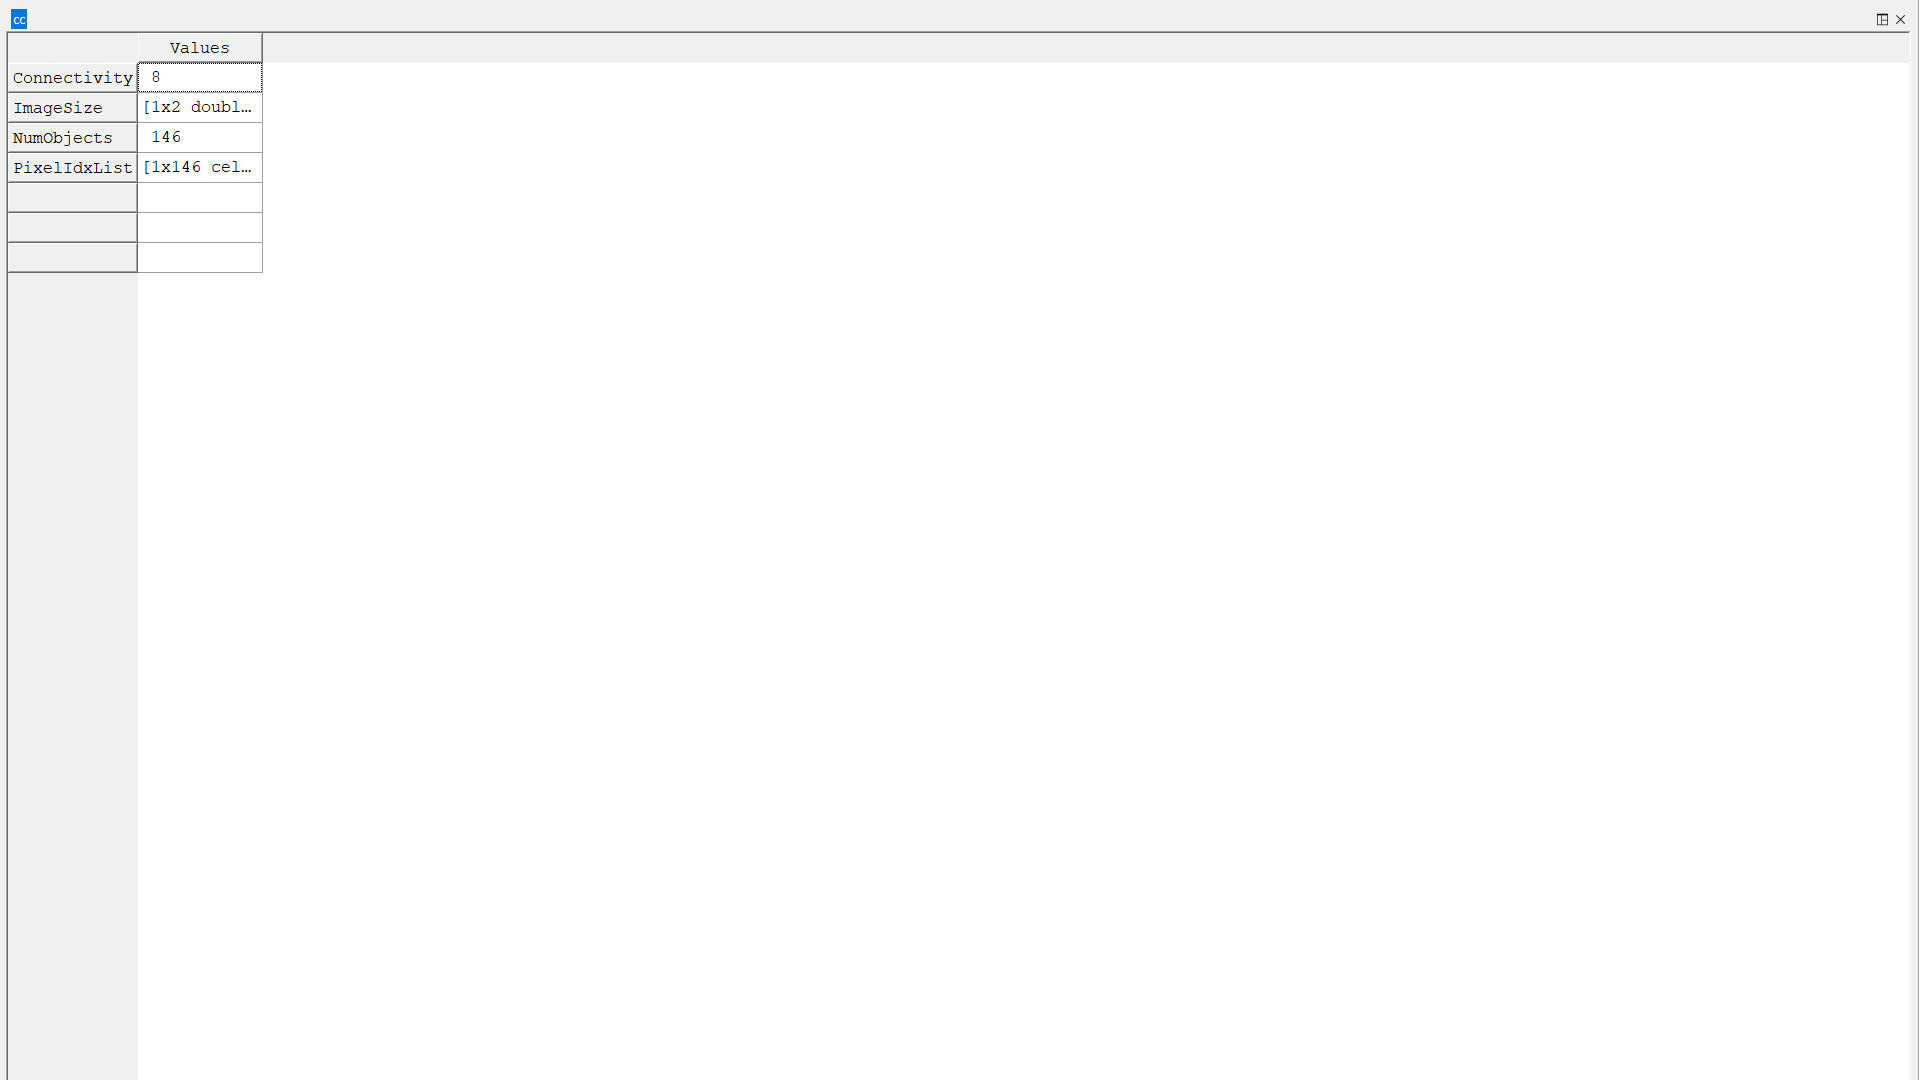 cc
Values
Connectivity 8
ImageSize [1x2 doubl...
NumObjects 146
PixelIdxList [1x146 cel...